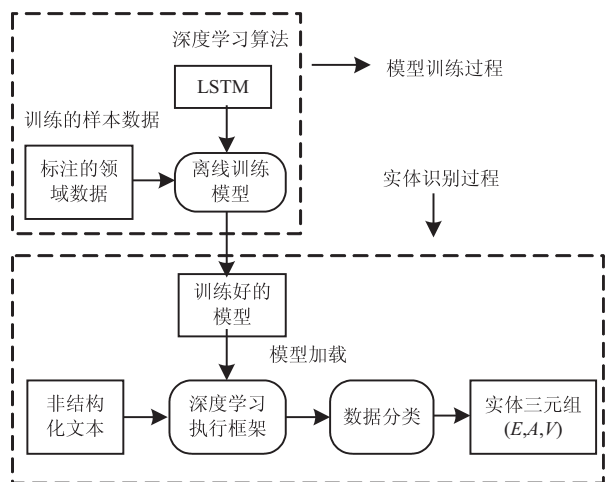 深度学习算法
LSTM
模型训练过程
训练的样本数据
标注的领
域数据
离线训练
模型
实体识别过程
训练好的
模型
模型加载
非结构
化文本
深度学习
执行框架
数据分类
实体三元组
(E,A,V)